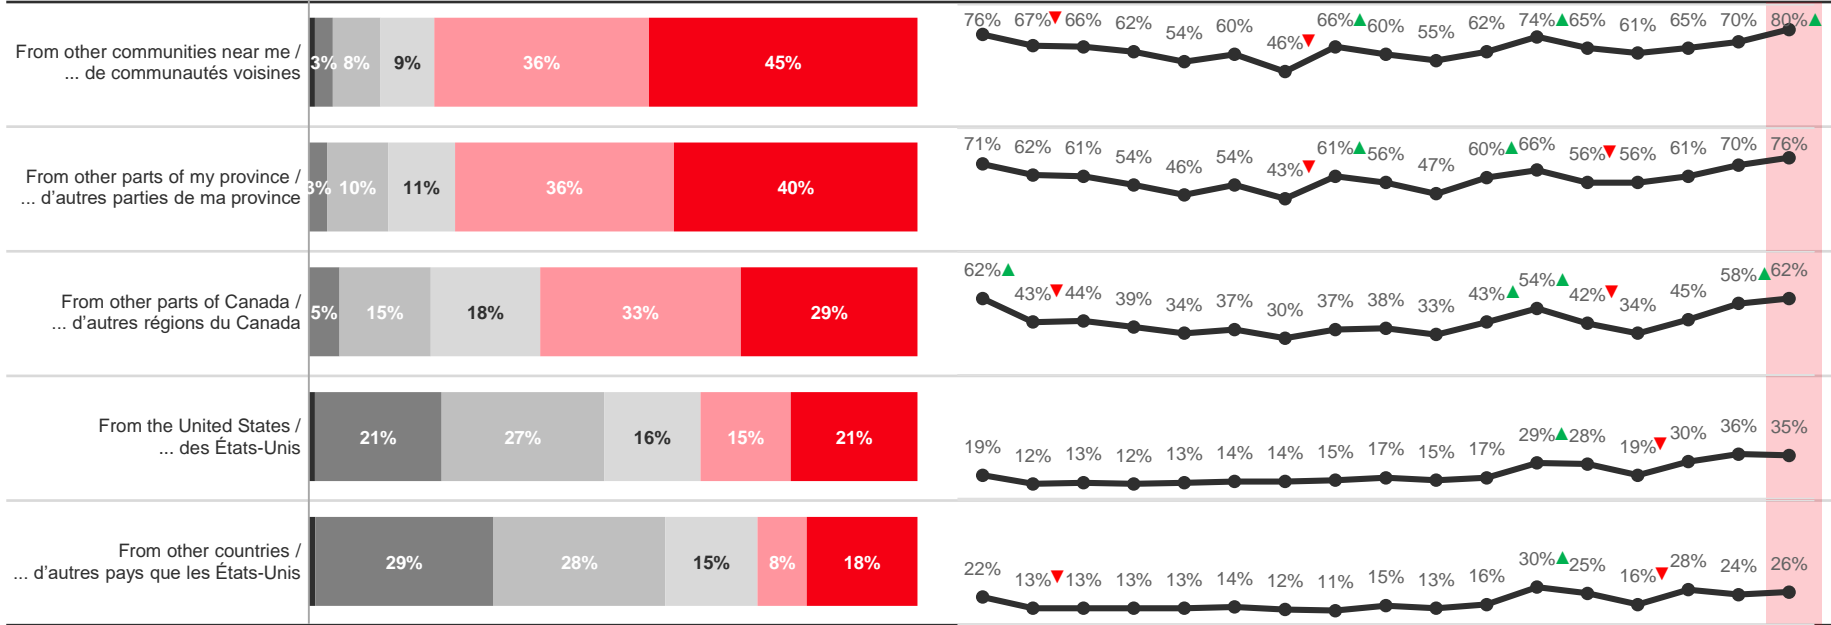 From other communities near me /
... de communautés voisines
3% 8% 9% 36% 45%
76% 67% 66% 62% 54% 60% 46% 66% 60% 55% 62% 74% 65% 61% 65% 70% 80%
From other parts of my province /
... d'autres parties de ma province
3% 10% 11% 36% 40%
71% 62% 61% 54% 46% 54% 43% 61% 56% 47% 60% 66% 56% 56% 61% 70% 76%
From other parts of Canada /
... d'autres régions du Canada
5% 15% 18% 33% 29%
62% 43% 44% 39% 34% 37% 30% 37% 38% 33% 43% 54% 42% 34% 45% 58% 62%
From the United States /
... des États-Unis
21% 27% 16% 15% 21%
19% 12% 13% 12% 13% 14% 14% 15% 17% 15% 17% 29% 28% 19% 30% 36% 35%
From other countries /
... d'autres pays que les États-Unis
29% 28% 15% 8% 18%
22% 13% 13% 13% 13% 14% 12% 11% 15% 13% 16% 30% 25% 16% 28% 24% 26%